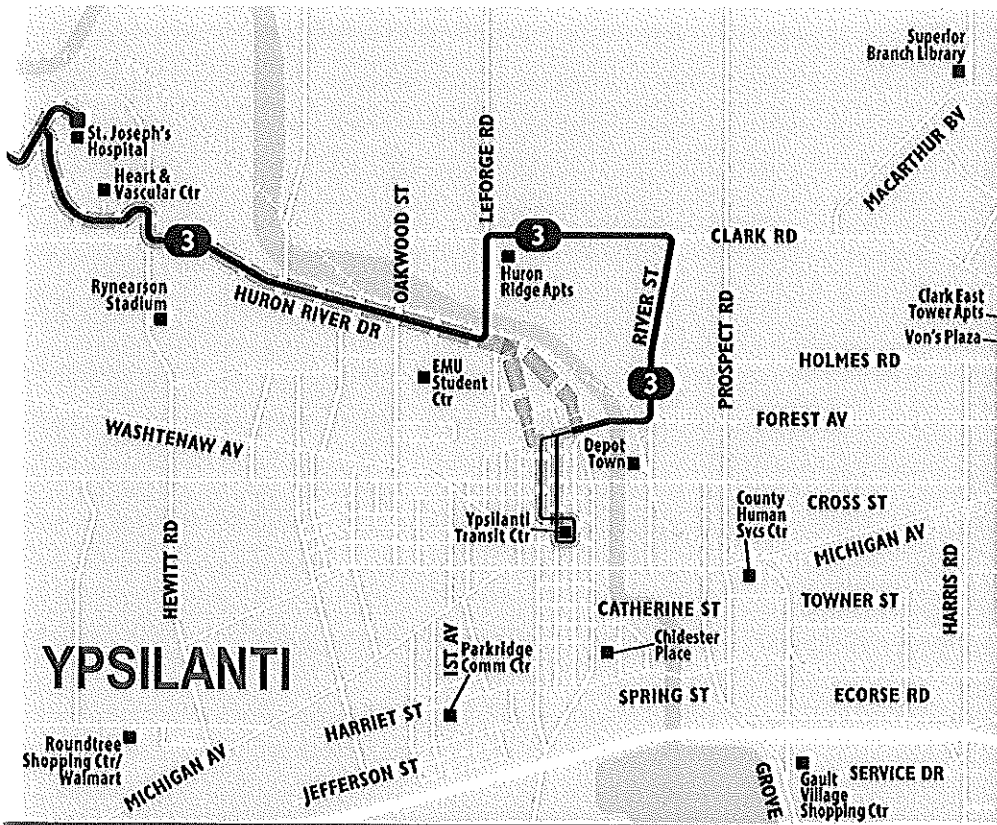 Superior
Branch Library
MACARTHUR BV
St. Joseph's
Hospital
Heart &
Vascular Ctr
LEFORGE RD
OAKWOOD ST
3
3
CLARK RD
Huron
Ridge Apts
Rynearson
Stadium
HURON RIVER DR
RIVER ST
PROSPECT RD
Clark East
Tower Apts
Von's Plaza
HOLMES RD
EMU
Student
Ctr
3
FOREST AV
WASHTENAW AV
Depot
Town
County
Human
Svcs Ctr
CROSS ST
Ypsilanti
Transit Ctr
MICHIGAN AV
HEWITT RD
HARRIS RD
CATHERINE ST
TOWNER ST
YPSILANTI
1ST AV
Parkridge
Comm Ctr
Chidester
Place
SPRING ST
ECORSE RD
HARRIET ST
Roundtree
Shopping Ctr/
Walmart
MICHIGAN AV
JEFFERSON ST
GROVE
Gault
Village
Shopping Ctr
SERVICE DR